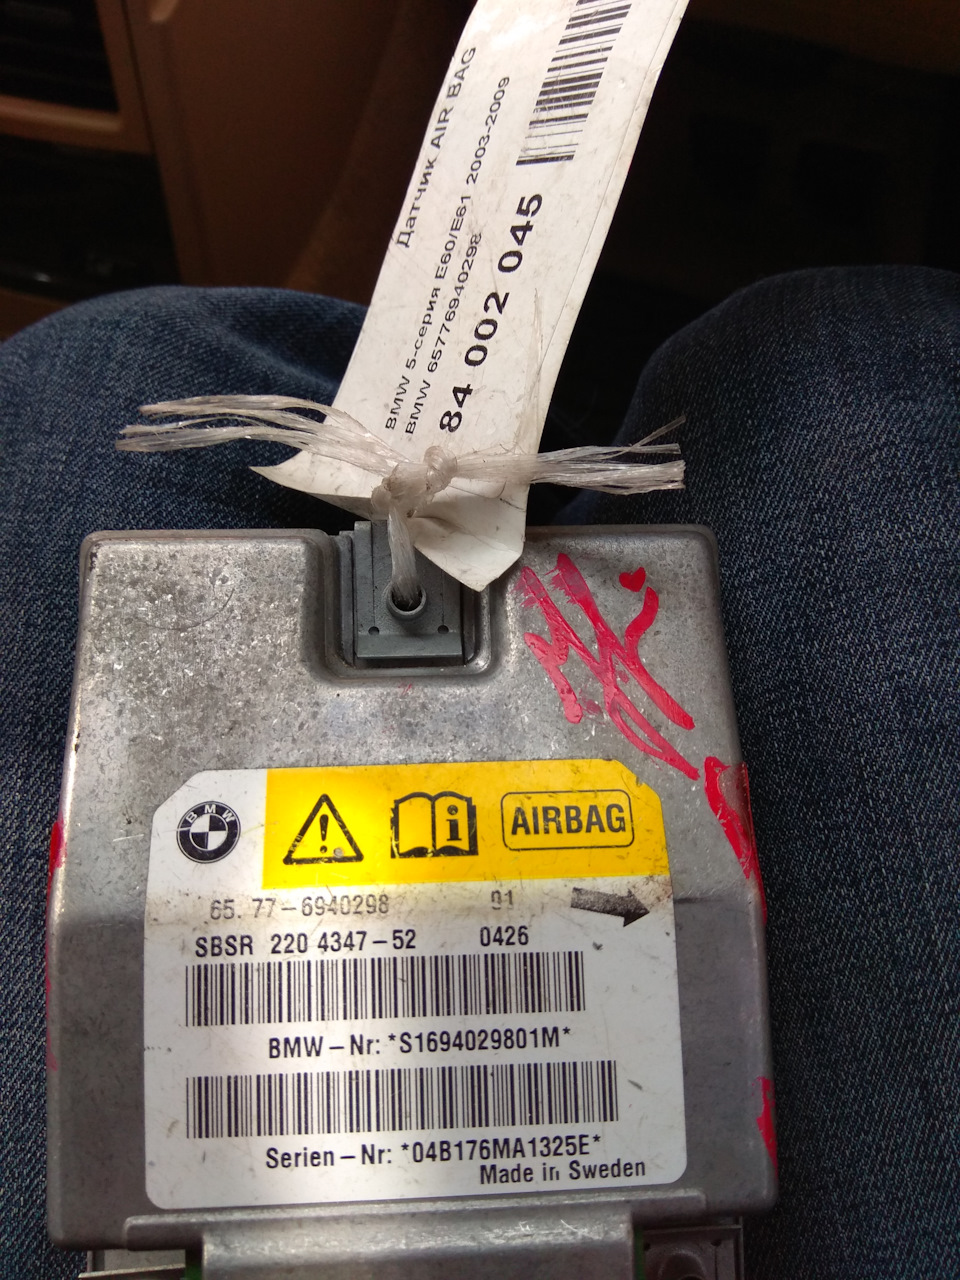 Датчик AIR BAG
BMW 5-серия E60/E61 2003-2009
BMW 65776940298
84 002 045
BMW
AIRBAG
65. 77-6940298 01
SBSR 220 4347-52 0426
BMW-Nr: *S1694029801M*
Serien-Nr: *04B176MA1325E*
Made in Sweden